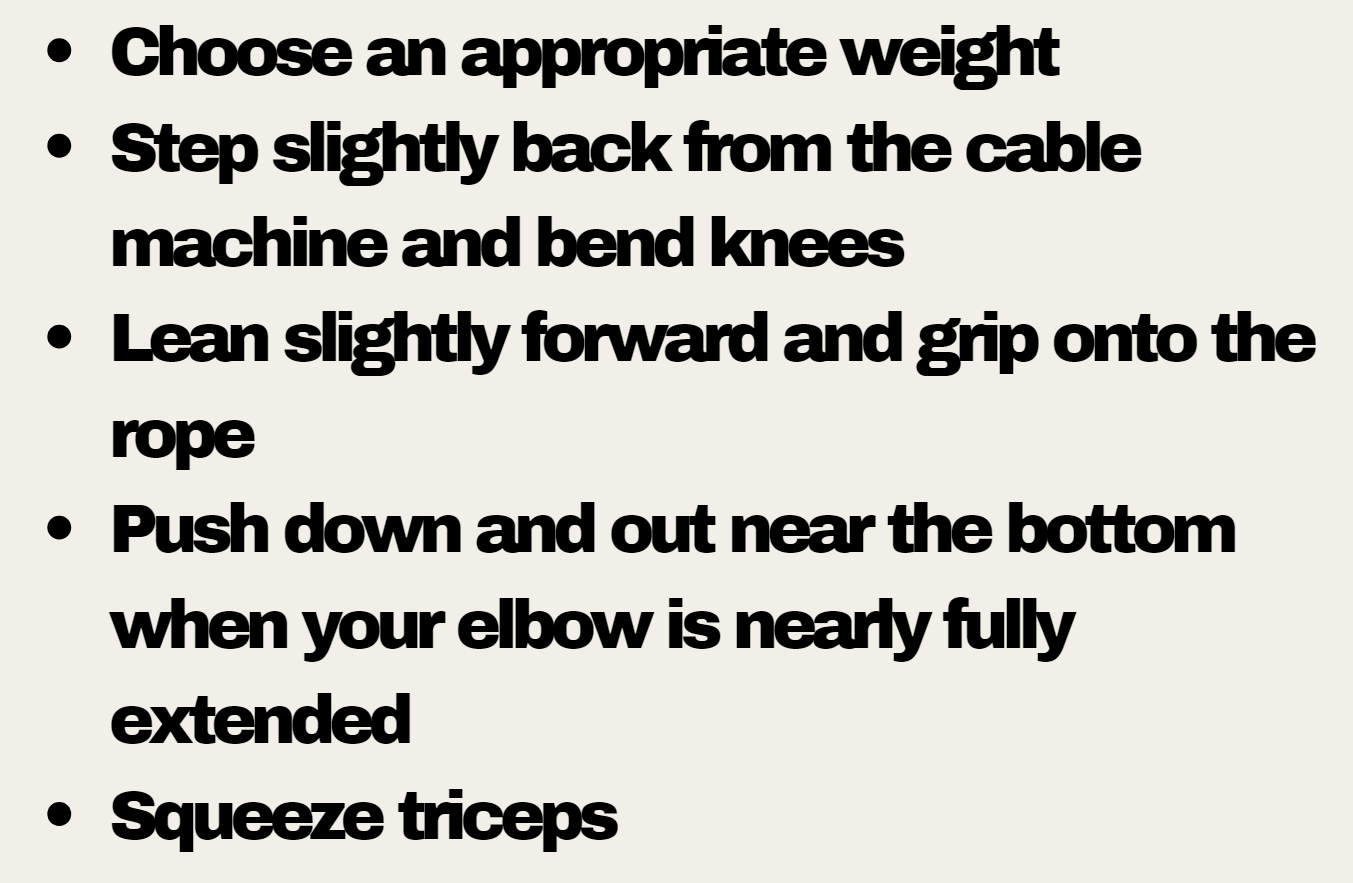 • Choose an appropriate weight
• Step slightly back from the cable
machine and bend knees
• Lean slightly forward and grip onto the
rope
• Push down and out near the bottom
when your elbow is nearly fully
extended
• Squeeze triceps